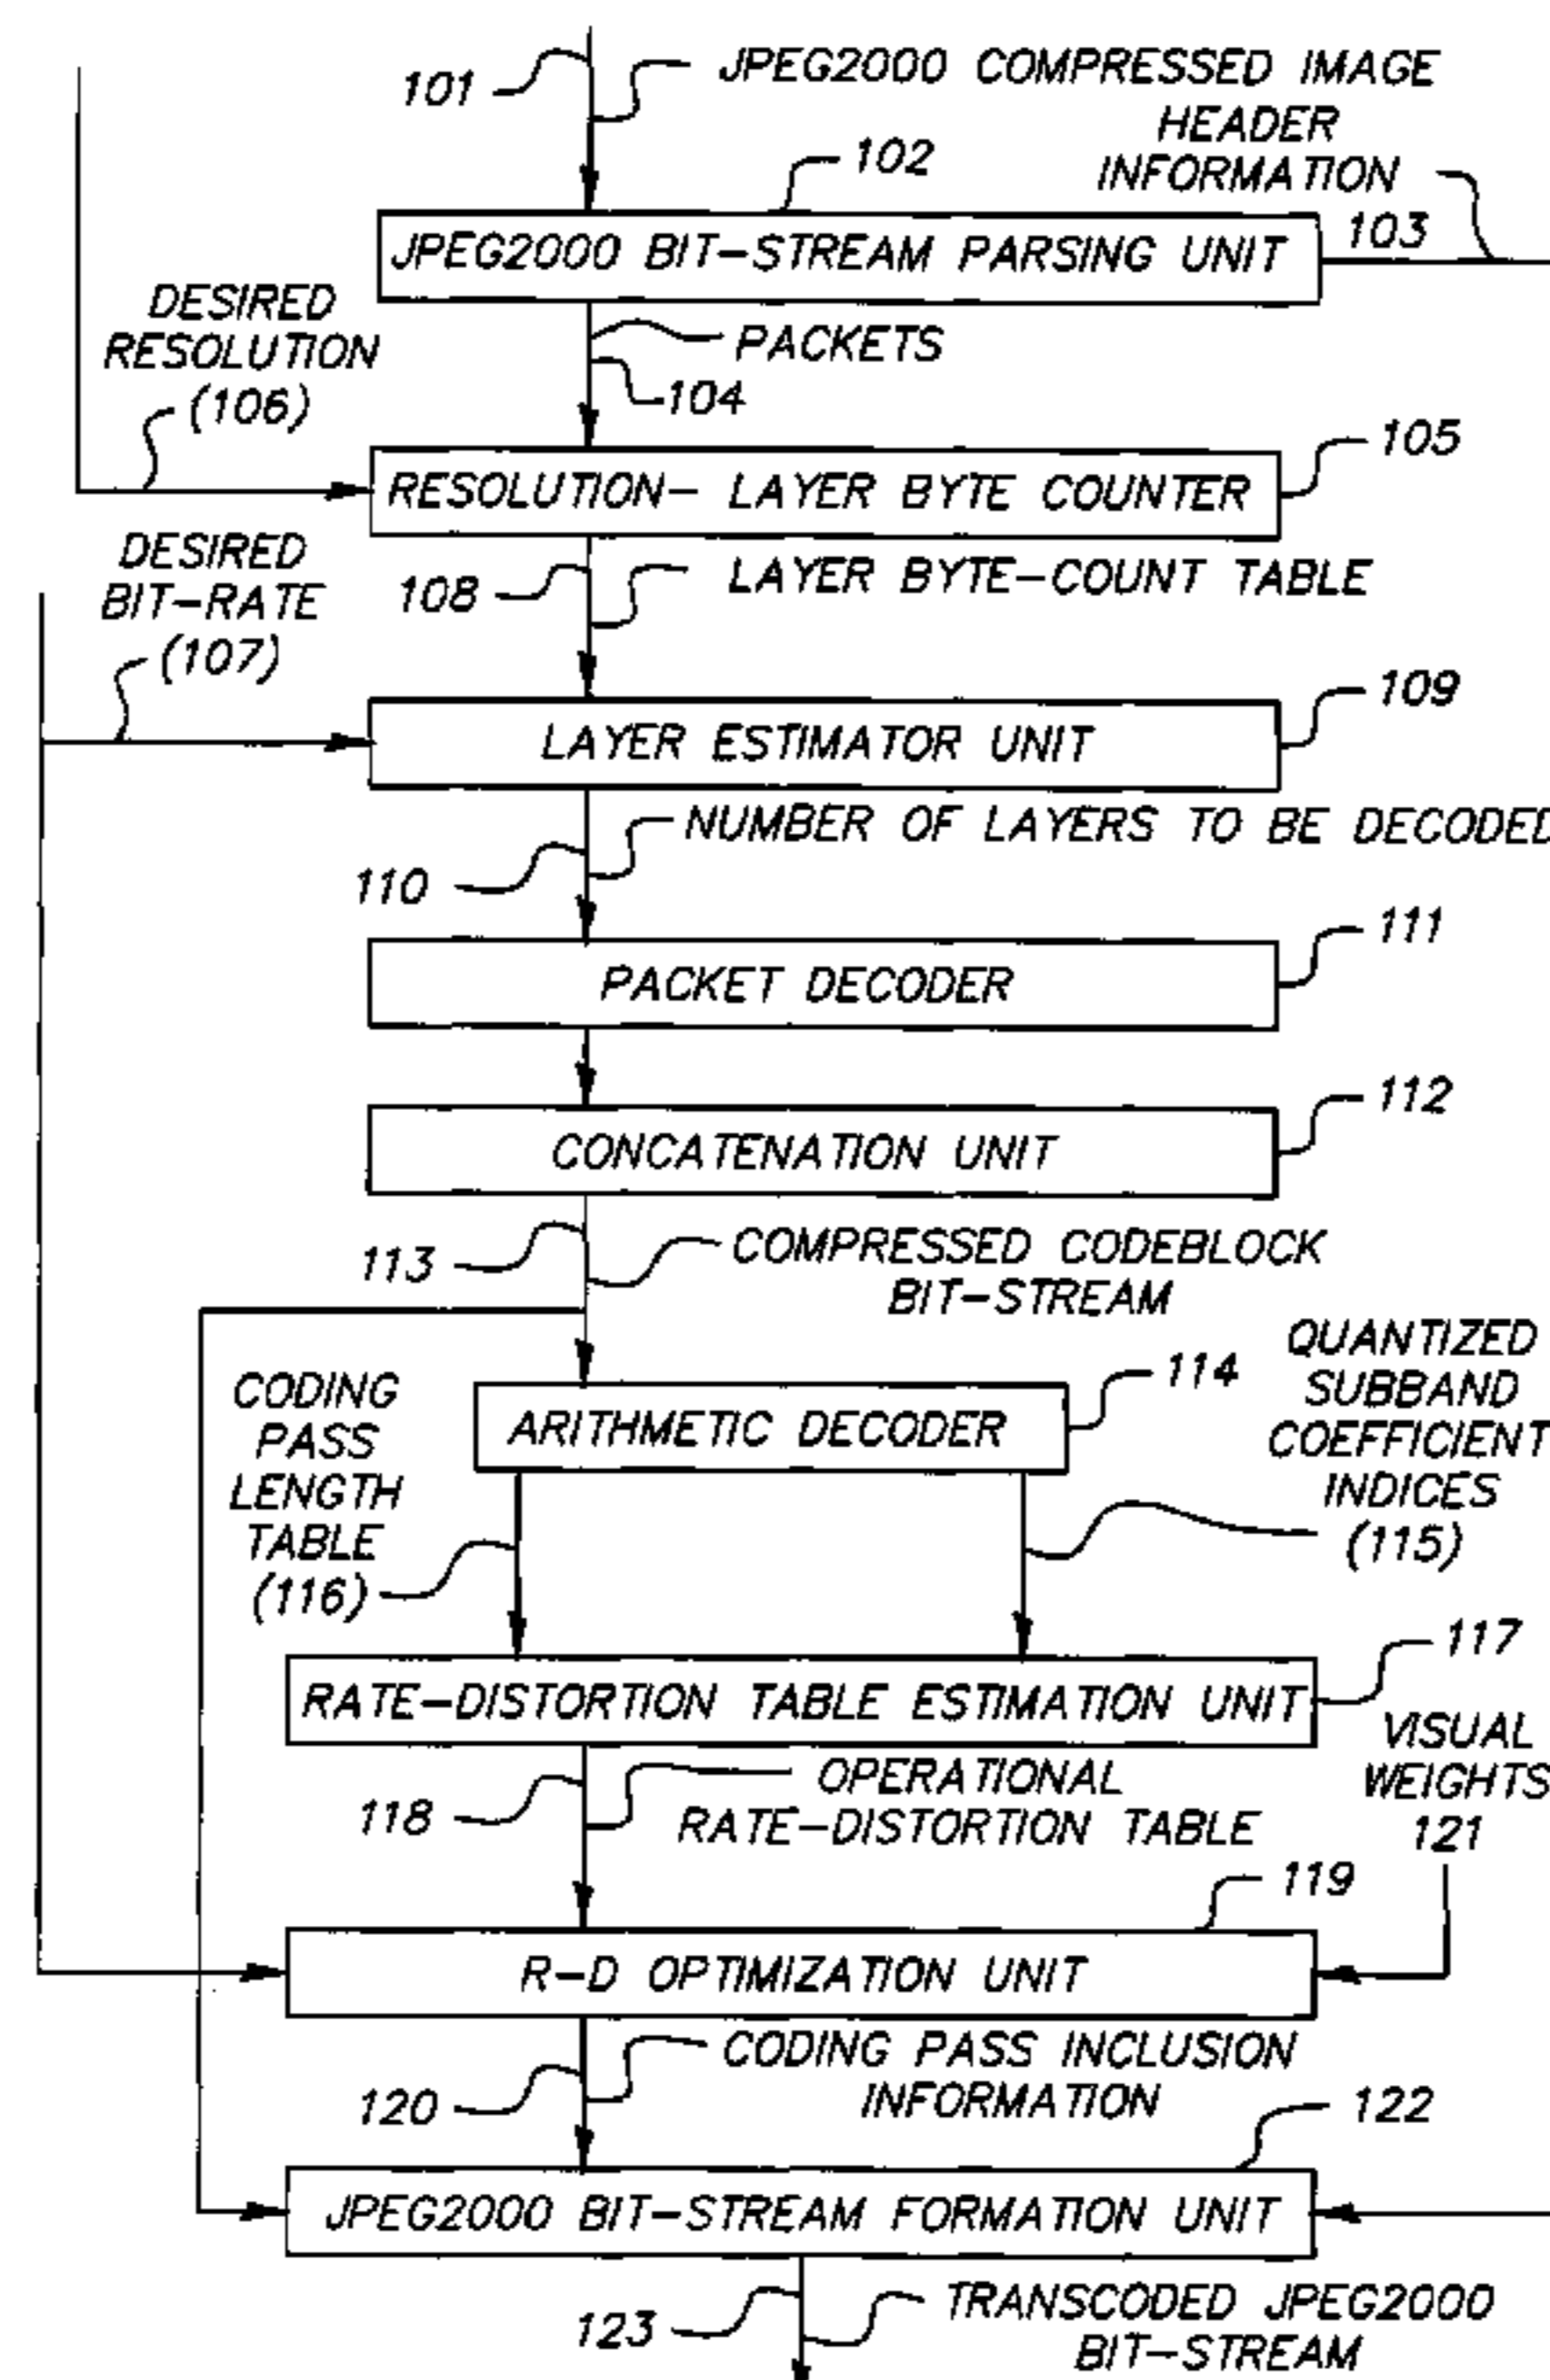 101
JPEG2000 COMPRESSED IMAGE
HEADER
INFORMATION
102
103
JPEG2000 BIT-STREAM PARSING UNIT
DESIRED
RESOLUTION
(106)
PACKETS
104
105
RESOLUTION- LAYER BYTE COUNTER
DESIRED
BIT-RATE
(107)
108
LAYER BYTE-COUNT TABLE
109
LAYER ESTIMATOR UNIT
NUMBER OF LAYERS TO BE DECODED
110
111
PACKET DECODER
112
CONCATENATION UNIT
113
COMPRESSED CODEBLOCK
BIT-STREAM
CODING
PASS
LENGTH
TABLE
(116)
114
ARITHMETIC DECODER
QUANTIZED
SUBBAND
COEFFICIENT
INDICES
(115)
117
RATE-DISTORTION TABLE ESTIMATION UNIT
VISUAL
WEIGHTS
121
118
OPERATIONAL
RATE-DISTORTION TABLE
119
R-D OPTIMIZATION UNIT
120
CODING PASS INCLUSION
INFORMATION
122
JPEG2000 BIT-STREAM FORMATION UNIT
123
TRANSCODED JPEG2000
BIT-STREAM